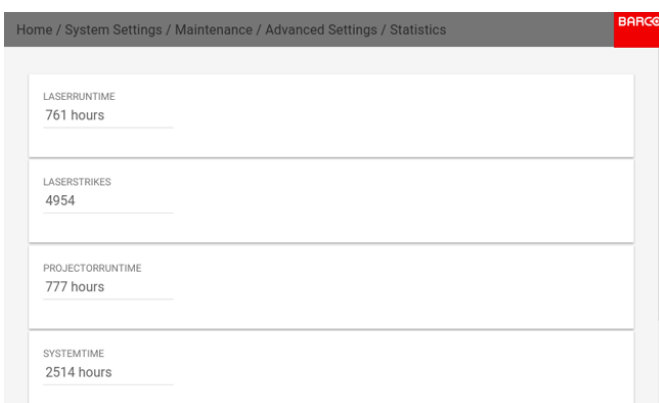 Home / System Settings / Maintenance / Advanced Settings / Statistics
BARCO
LASERRUNTIME
761 hours
LASERSTRIKES
4954
PROJECTORRUNTIME
777 hours
SYSTEMTIME
2514 hours